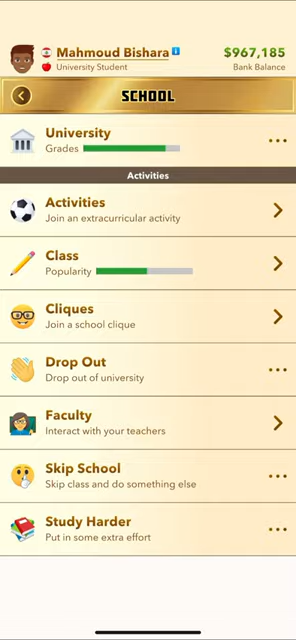 Mahmoud Bishara
$967,185
University Student
Bank Balance
SCHOOL
University
Grades
Activities
Activities
Join an extracurricular activity
Class
Popularity
Cliques
Join a school clique
Drop Out
Drop out of university
Faculty
Interact with your teachers
Skip School
Skip class and do something else
Study Harder
Put in some extra effort